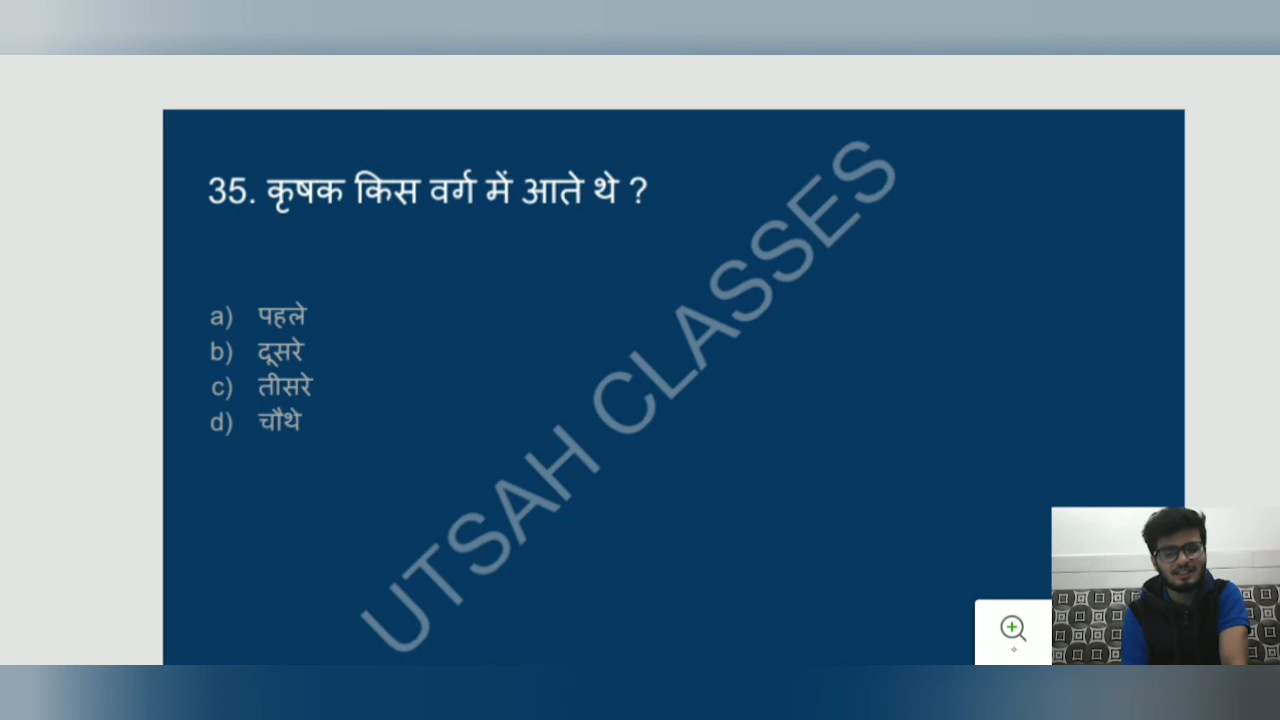 35. कृषक किस वर्ग में आते थे ?
a) पहले
b) दूसरे
c) तीसरे
d) चौथे
UTSAH CLASSES